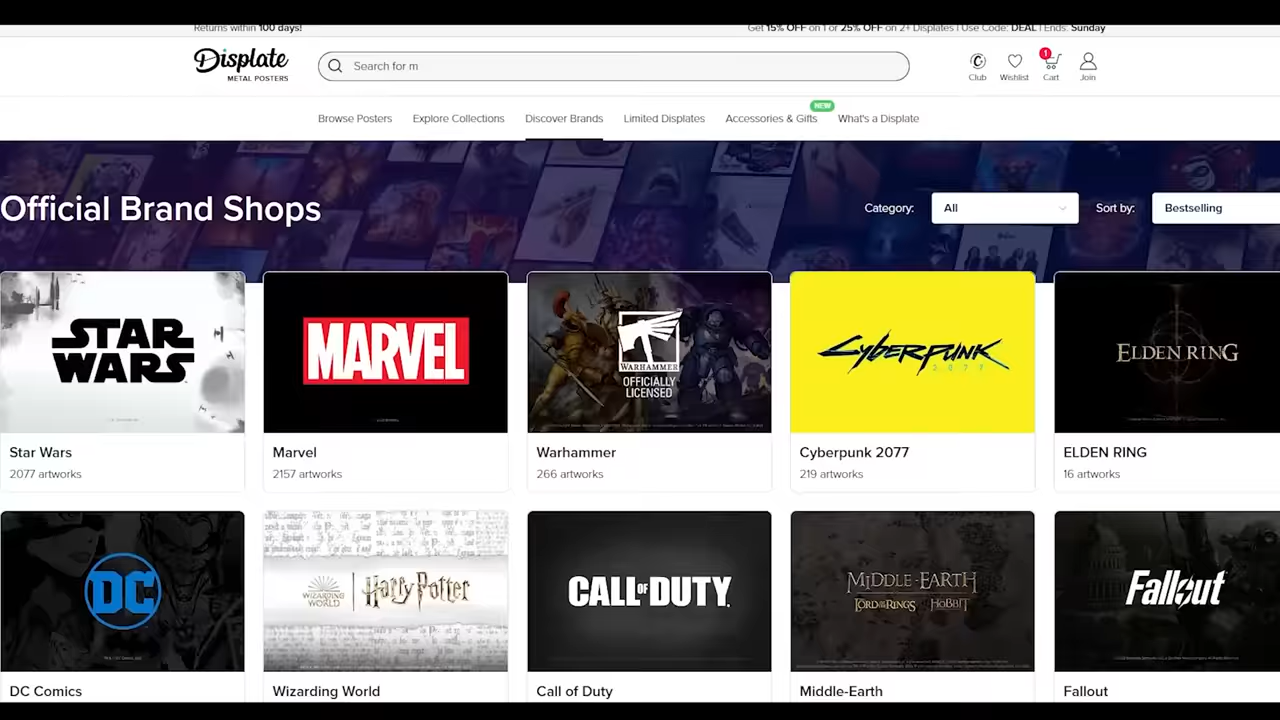 Returns within 100 days!
Get 15% OFF on 1 or 25% OFF on 2+ Displates | Use Code: DEAL | Ends: Sunday
Displate
METAL POSTERS
Search for m
1
Club
Wishlist
Cart
Join
NEW
Browse Posters
Explore Collections
Discover Brands
Limited Displates
Accessories & Gifts
What's a Displate
Official Brand Shops
Category:
All
Sort by:
Bestselling
STAR
WARS
MARVEL
WARHAMMER
OFFICIALLY
LICENSED
CYBERPUNK
2077
ELDEN RING
Star Wars
Marvel
Warhammer
Cyberpunk 2077
ELDEN RING
2077 artworks
2157 artworks
266 artworks
219 artworks
16 artworks
DC
WIZARDING
WORLD
Harry Potter
CALL OF DUTY
MIDDLE-EARTH
THE LORD OF THE RINGS
THE HOBBIT
Fallout
DC Comics
Wizarding World
Call of Duty
Middle-Earth
Fallout